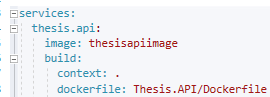 services:
thesis.api:
image: thesisapiimage
build:
context: .
dockerfile: Thesis.API/Dockerfile